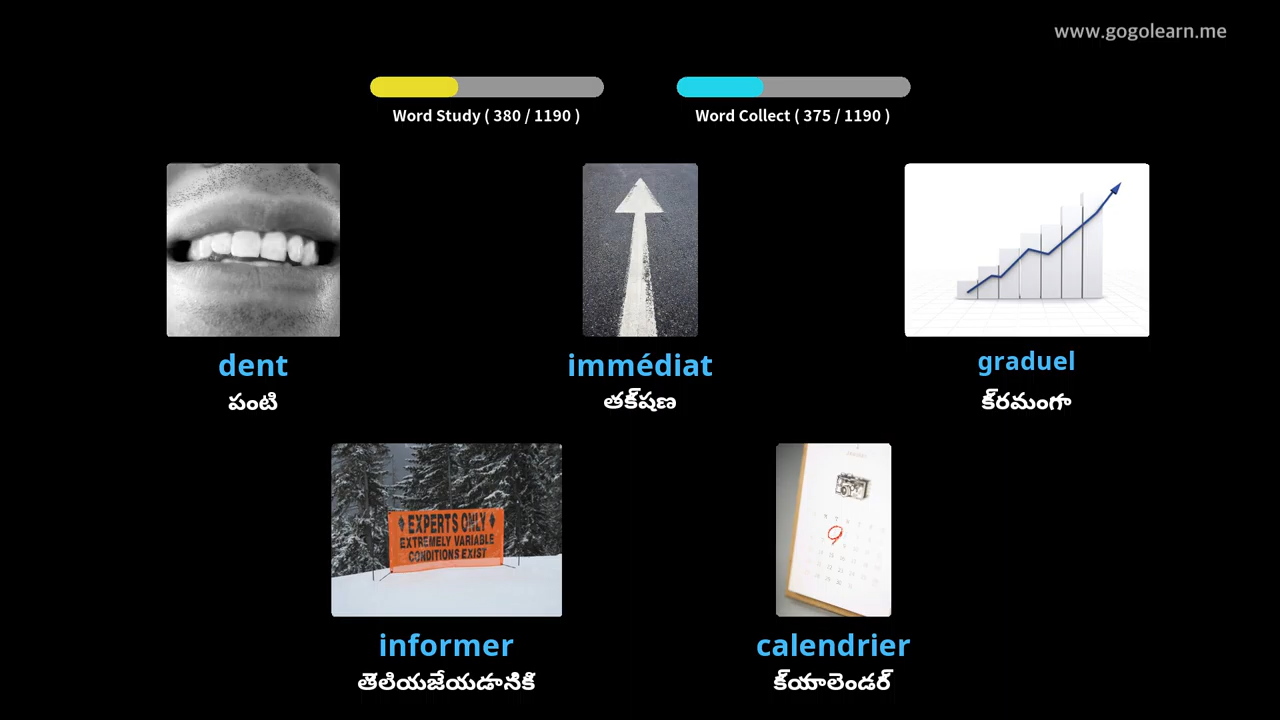 www.gogolearn.me
Word Study ( 380 / 1190 )
Word Collect ( 375 / 1190 )
dent
immédiat
graduel
పంటి
తక్షణ
క్రమంగా
EXPERTS ONLY
EXTREMELY VARIABLE
CONDITIONS EXIST
9
informer
calendrier
తెలియజేయడానికి
క్యాలెండర్